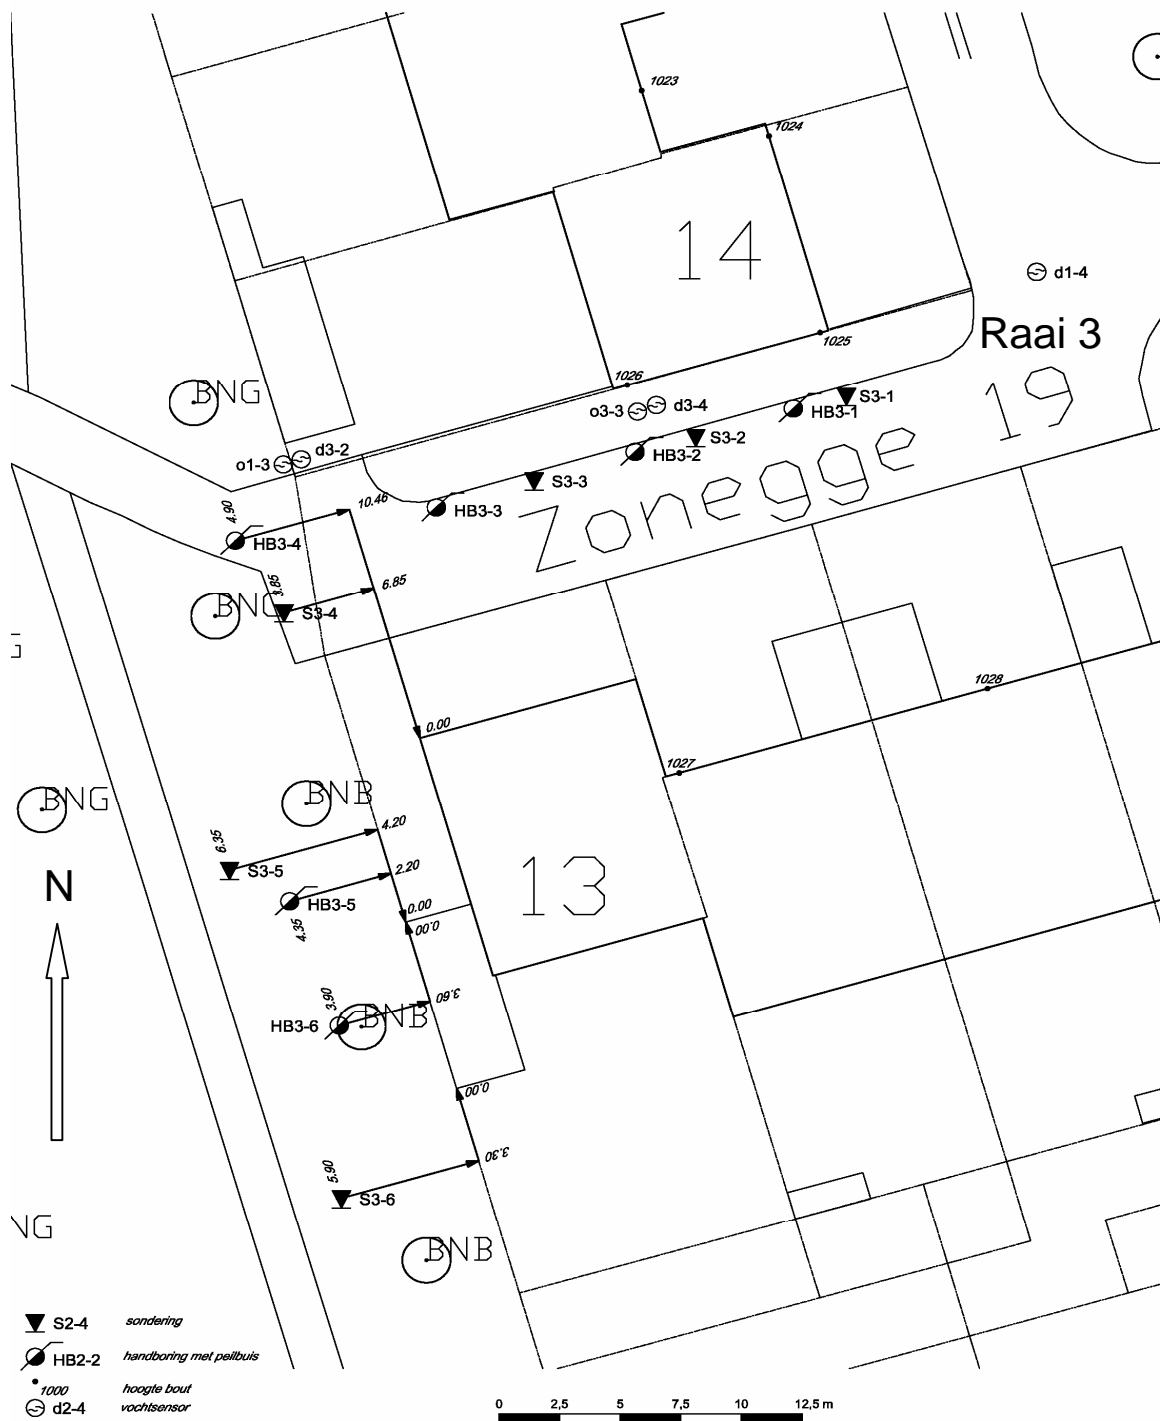 1023
1024
14
d1-4
Raai 3
1025
1026
BNG
o3-3
d3-4
S3-1
HB3-1
19
S3-2
HB3-2
d3-2
o1-3
S3-3
Zonegge
HB3-3
10.46
4.90
HB3-4
6.85
3.85
BNG
S3-4
G
1028
0.00
1027
BNB
BNG
4.20
6.35
S3-5
2.20
13
N
HB3-5
0.00
4.35
0.00
3.60
3.90
HB3-6
BNB
0.00
3.30
5.90
S3-6
NG
BNB
S2-4 sondering
HB2-2 handboring met peilbuis
1000 hoogte bout
d2-4 vochtsensor
0 2,5 5 7,5 10 12,5 m